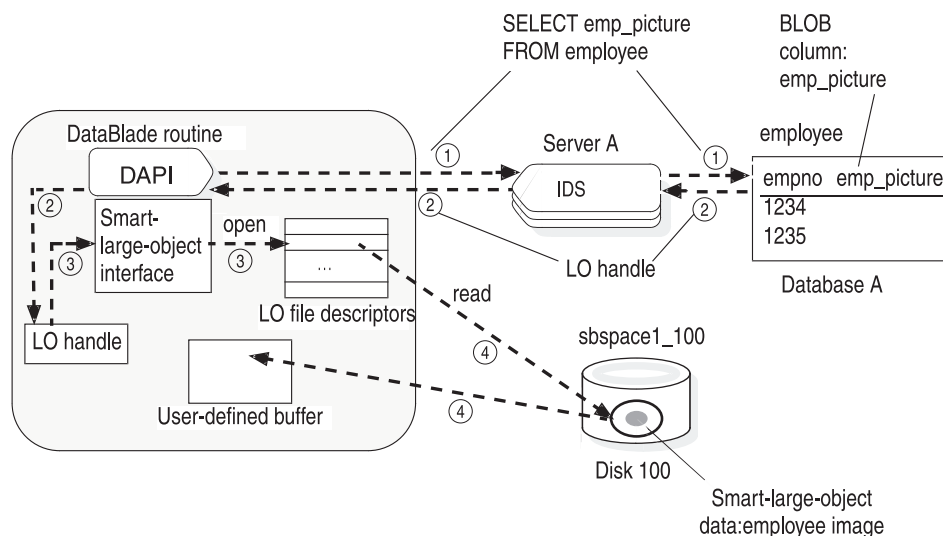 SELECT emp_picture
FROM employee
BLOB
column:
emp_picture
DataBlade routine
DAPI
1
Server A
IDS
1
employee
empno emp_picture
1234
1235
Database A
2
2
2
LO handle
Smart-
large-object
interface
open
3
3
...
LO file descriptors
LO handle
read
4
4
User-defined buffer
sbspace1_100
Disk 100
Smart-large-object
data:employee image